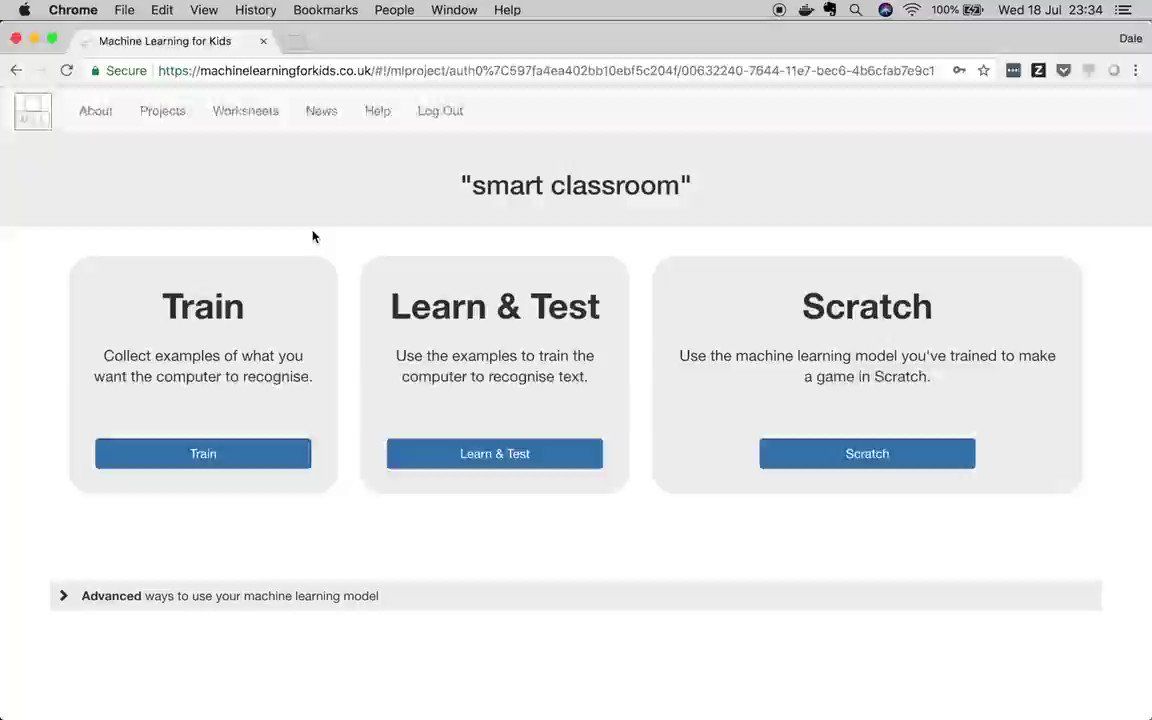 Chrome File Edit View History Bookmarks People Window Help 100% Wed 18 Jul 23:34
Machine Learning for Kids Dale
Secure https://machinelearningforkids.co.uk/#!/mlproject/auth0%7C597fa4ea402bb10ebf5c204f/00632240-7644-11e7-bec6-4b6cfab7e9c1
About Projects Worksheets News Help Log Out
"smart classroom"
Train
Collect examples of what you
want the computer to recognise.
Train
Learn & Test
Use the examples to train the
computer to recognise text.
Learn & Test
Scratch
Use the machine learning model you've trained to make
a game in Scratch.
Scratch
Advanced ways to use your machine learning model